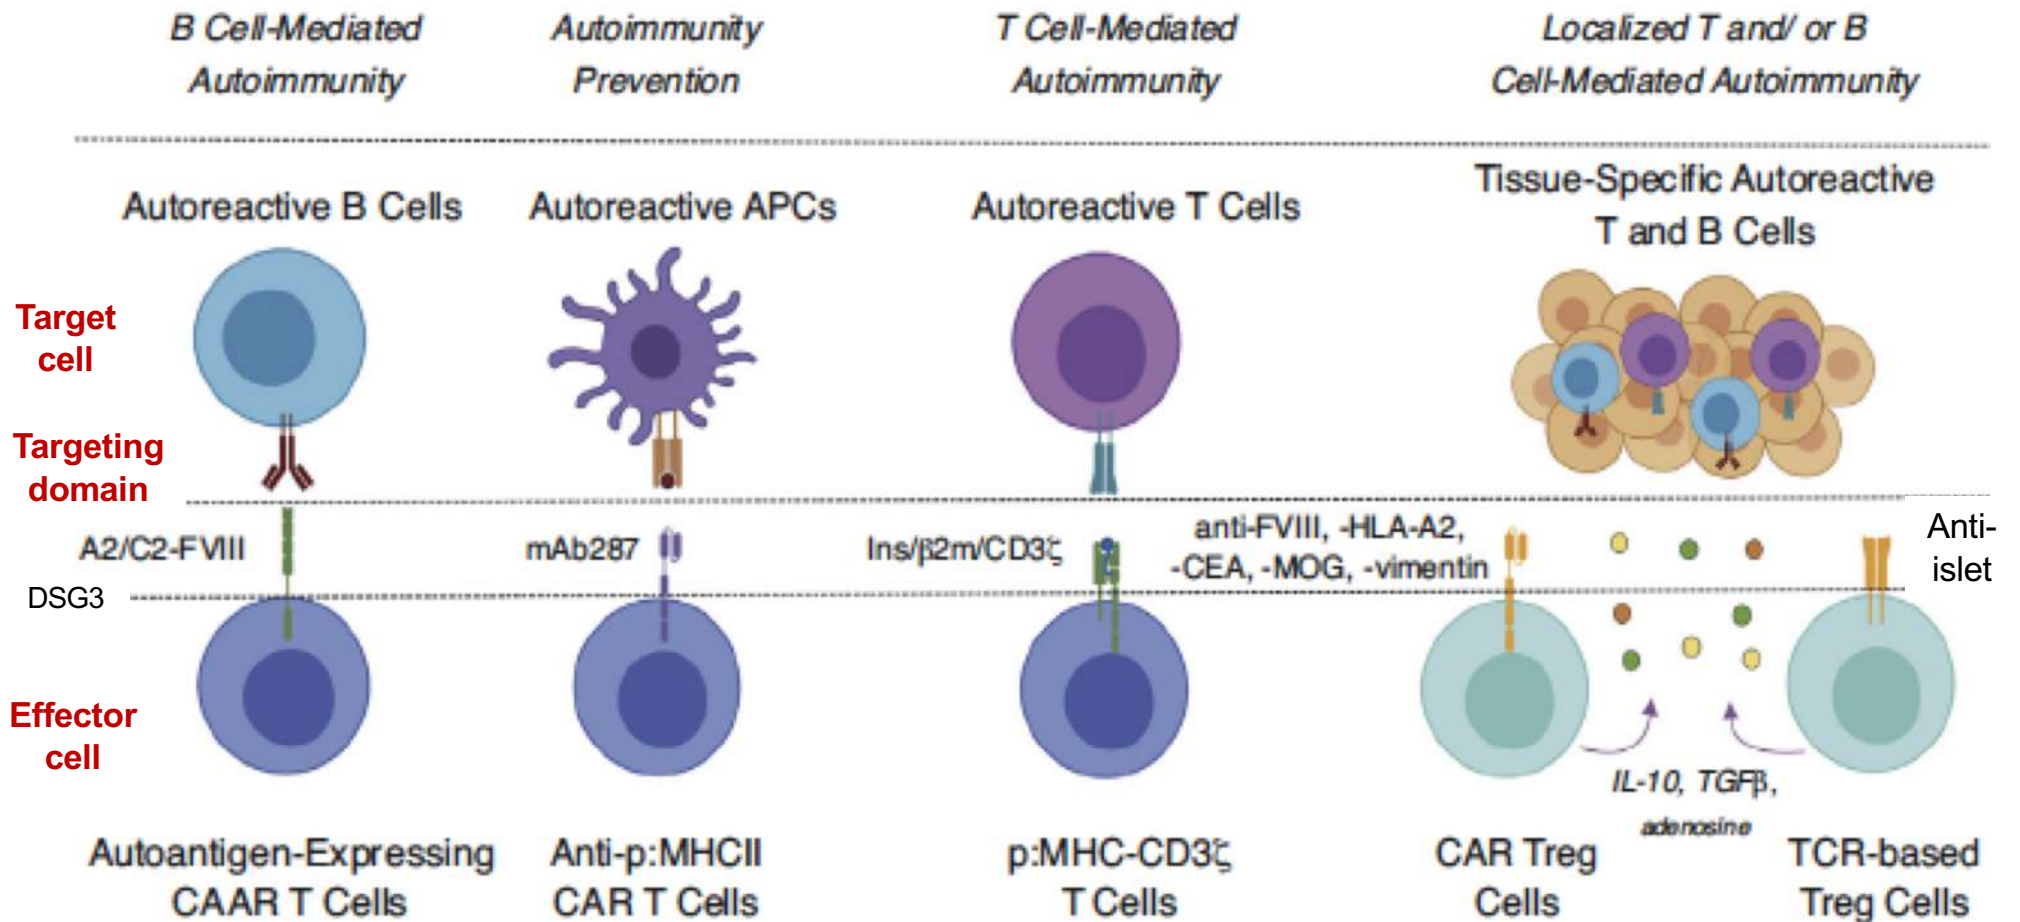 B Cell-Mediated
Autoimmunity
Autoimmunity
Prevention
T Cell-Mediated
Autoimmunity
Localized T and/ or B
Cell-Mediated Autoimmunity
Autoreactive B Cells
Autoreactive APCs
Autoreactive T Cells
Tissue-Specific Autoreactive
T and B Cells
Target
cell
Targeting
domain
A2/C2-FVIII
DSG3
mAb287
Ins/β2m/CD3ζ
anti-FVIII, -HLA-A2,
-CEA, -MOG, -vimentin
Anti-
islet
Effector
cell
IL-10, TGFβ,
adenosine
Autoantigen-Expressing
CAAR T Cells
Anti-p:MHCII
CAR T Cells
p:MHC-CD3ζ
T Cells
CAR Treg
Cells
TCR-based
Treg Cells